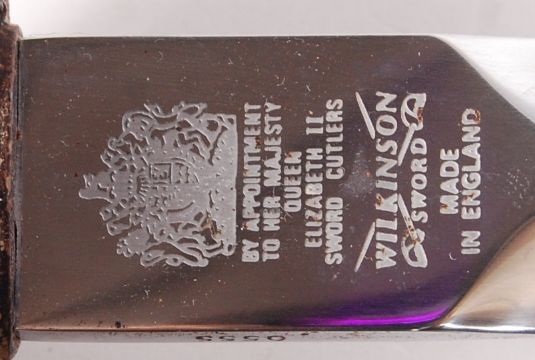 BY APPOINTMENT
TO HER MAJESTY
QUEEN
ELIZABETH II
SWORD CUTLERS
WILKINSON
SWORD
MADE
IN ENGLAND